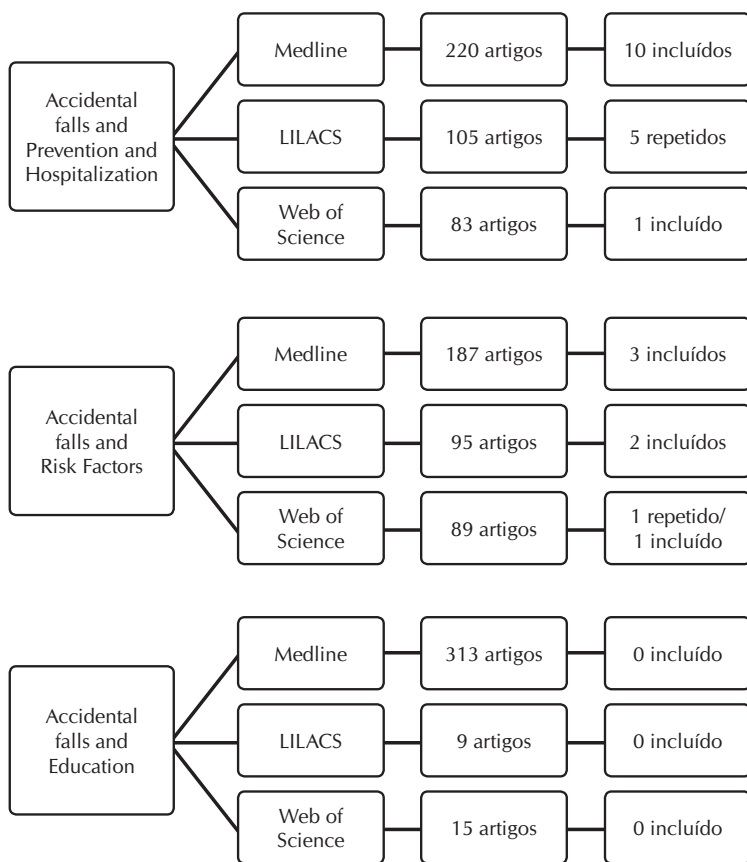 Accidental
falls and
Prevention and
Hospitalization
Medline
220 artigos
10 incluídos
LILACS
105 artigos
5 repetidos
Web of
Science
83 artigos
1 incluído
Accidental
falls and
Risk Factors
Medline
187 artigos
3 incluídos
LILACS
95 artigos
2 incluídos
Web of
Science
89 artigos
1 repetido/
1 incluído
Accidental
falls and
Education
Medline
313 artigos
0 incluído
LILACS
9 artigos
0 incluído
Web of
Science
15 artigos
0 incluído